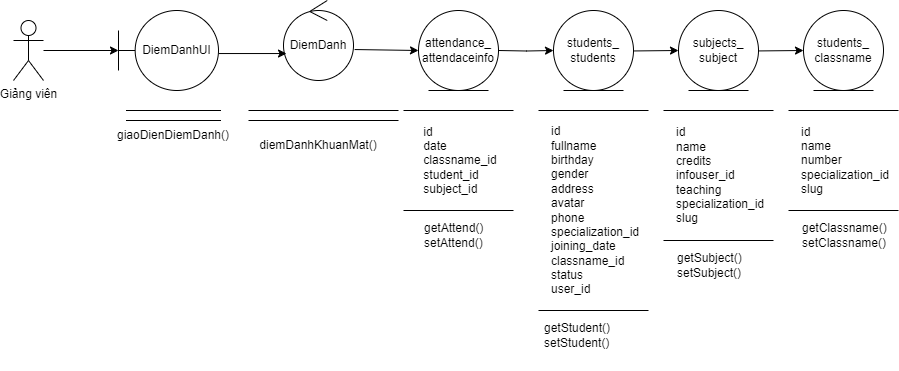 Giảng viên
DiemDanhUI
giaoDienDiemDanh()
DiemDanh
diemDanhKhuanMat()
attendance_
attendaceinfo
id
date
classname_id
student_id
subject_id
getAttend()
setAttend()
students_
students
id
fullname
birthday
gender
address
avatar
phone
specialization_id
joining_date
classname_id
status
user_id
getStudent()
setStudent()
subjects_
subject
id
name
credits
infouser_id
teaching
specialization_id
slug
getSubject()
setSubject()
students_
classname
id
name
number
specialization_id
slug
getClassname()
setClassname()